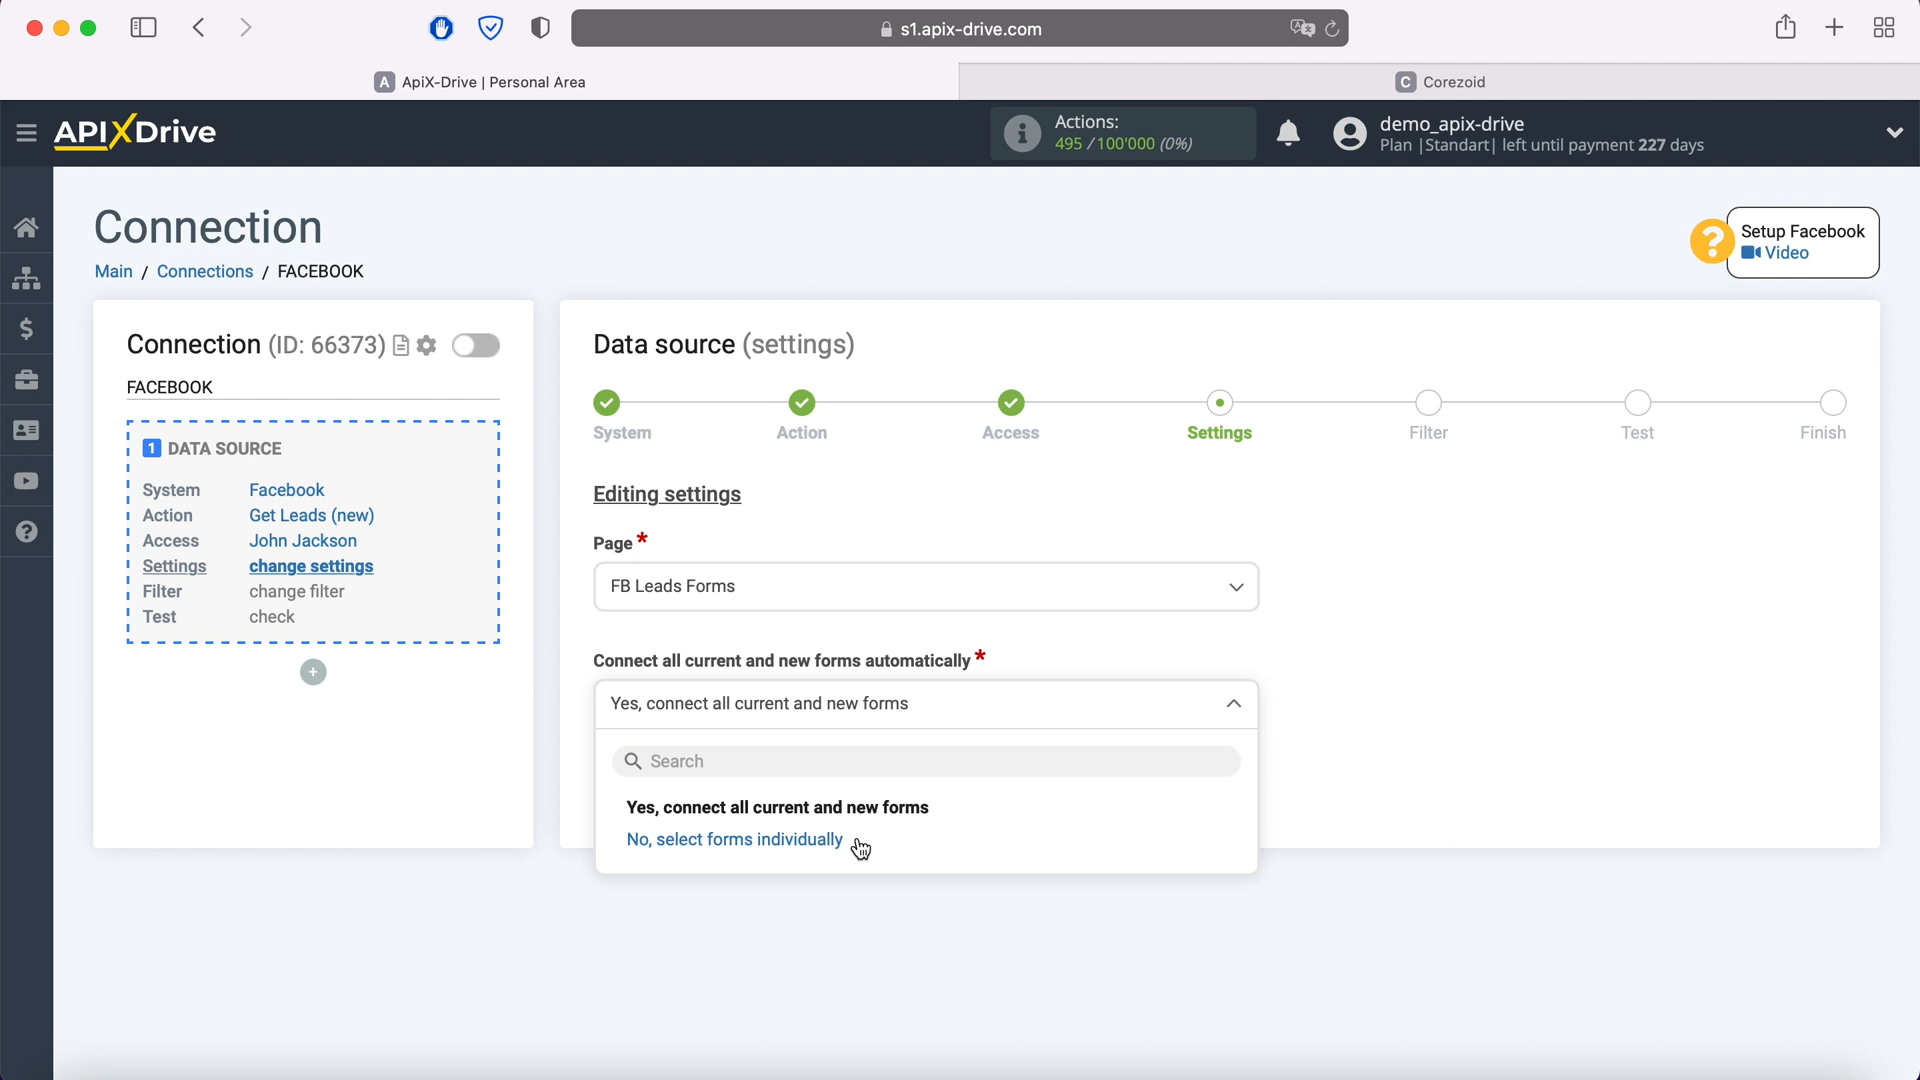 s1.apix-drive.com
A ApiX-Drive | Personal Area
C Corezoid
APIXDrive
Actions:
495 / 100'000 (0%)
demo_apix-drive
Plan |Standart| left until payment 227 days
Connection
Main / Connections / FACEBOOK
Setup Facebook
Video
Connection (ID: 66373)
FACEBOOK
1 DATA SOURCE
System Facebook
Action Get Leads (new)
Access John Jackson
Settings change settings
Filter change filter
Test check
Data source (settings)
System Action Access Settings Filter Test Finish
Editing settings
Page *
FB Leads Forms
Connect all current and new forms automatically *
Yes, connect all current and new forms
Search
Yes, connect all current and new forms
No, select forms individually